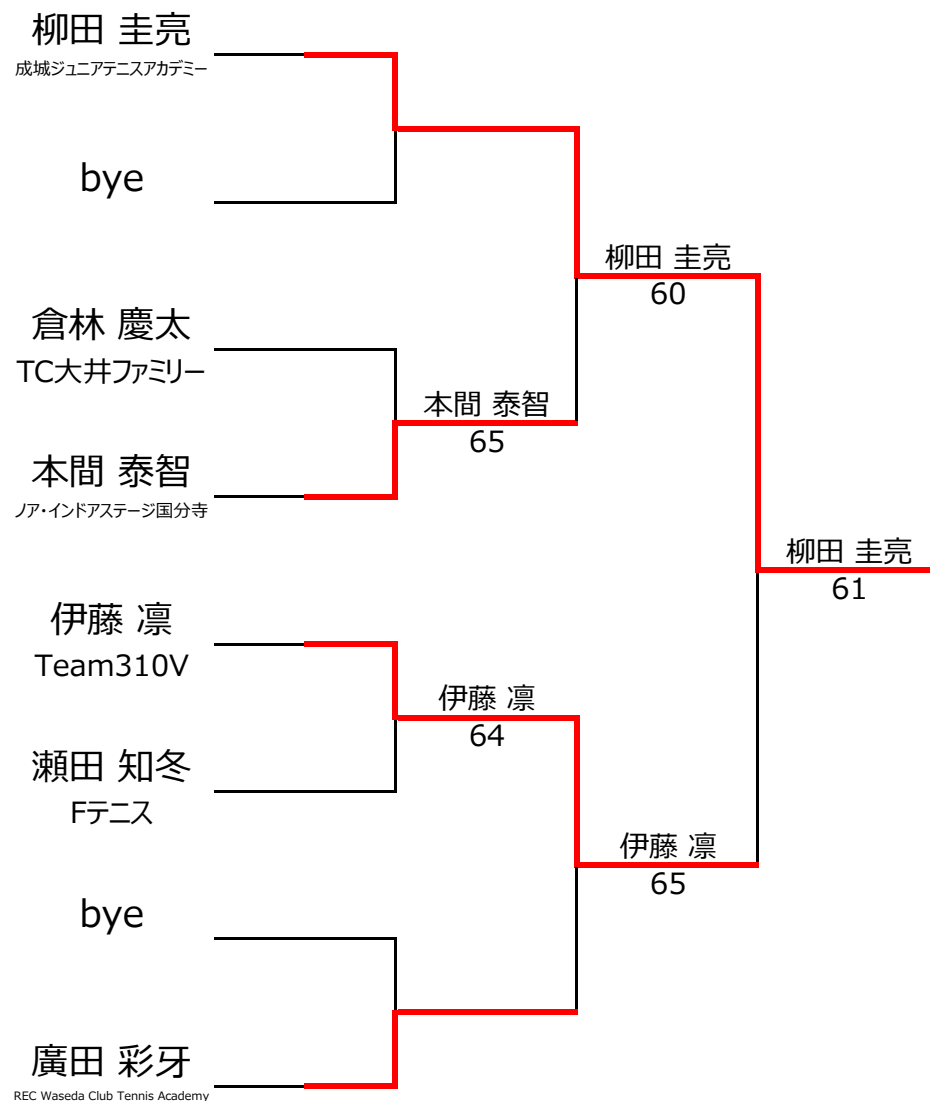 柳田 圭亮
成城ジュニアテニスアカデミー
bye
倉林 慶太
TC大井ファミリー
本間 泰智
ノア・インドアステージ国分寺
伊藤 凛
Team310V
瀬田 知冬
Fテニス
bye
廣田 彩牙
REC Waseda Club Tennis Academy
本間 泰智
65
伊藤 凛
64
柳田 圭亮
60
伊藤 凛
65
柳田 圭亮
61